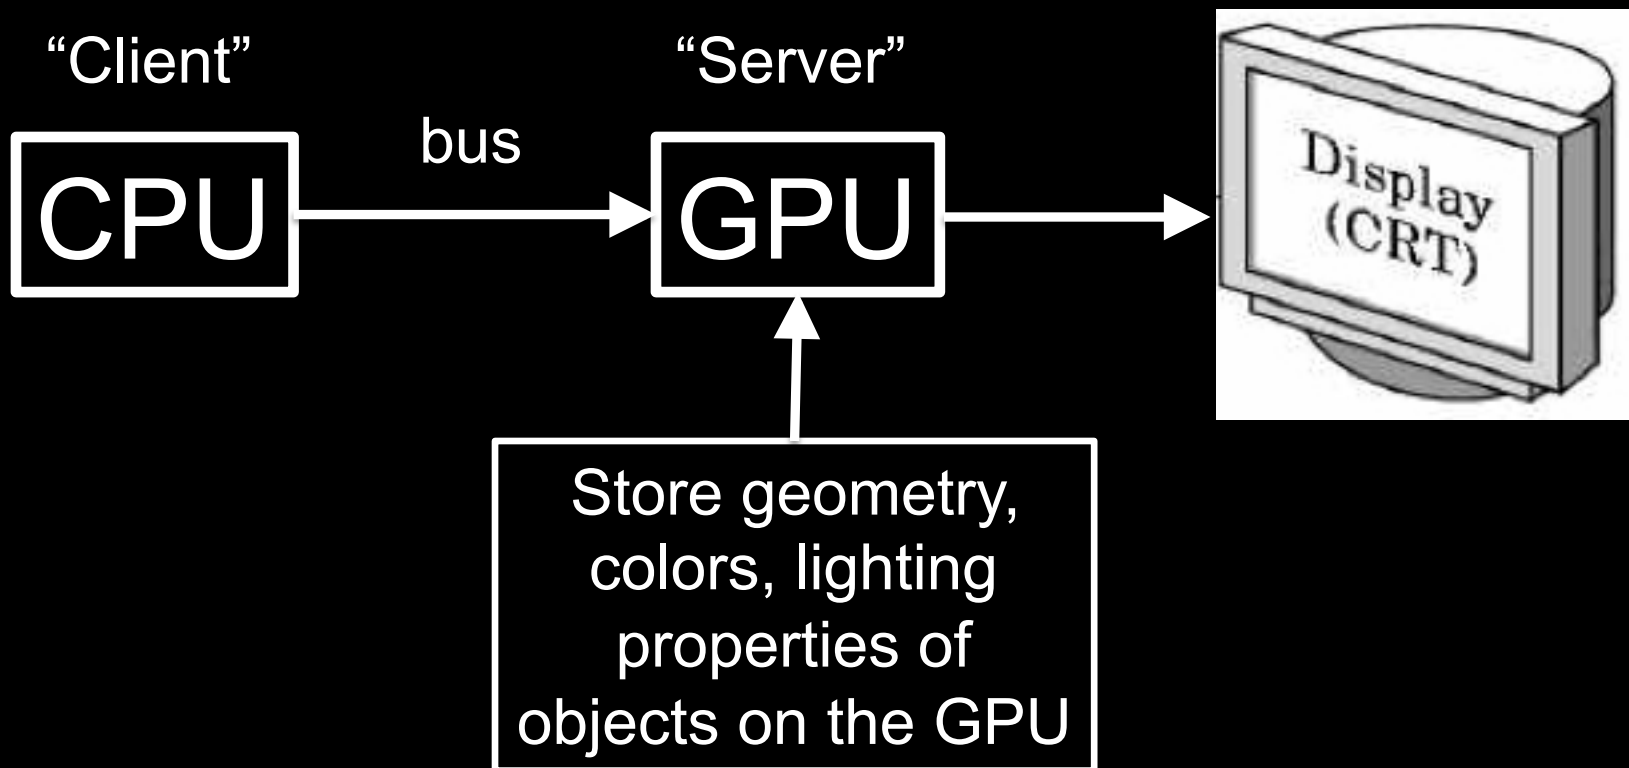 “Client”
“Server”
bus
CPU
GPU
Display
(CRT)
Store geometry,
colors, lighting
properties of
objects on the GPU